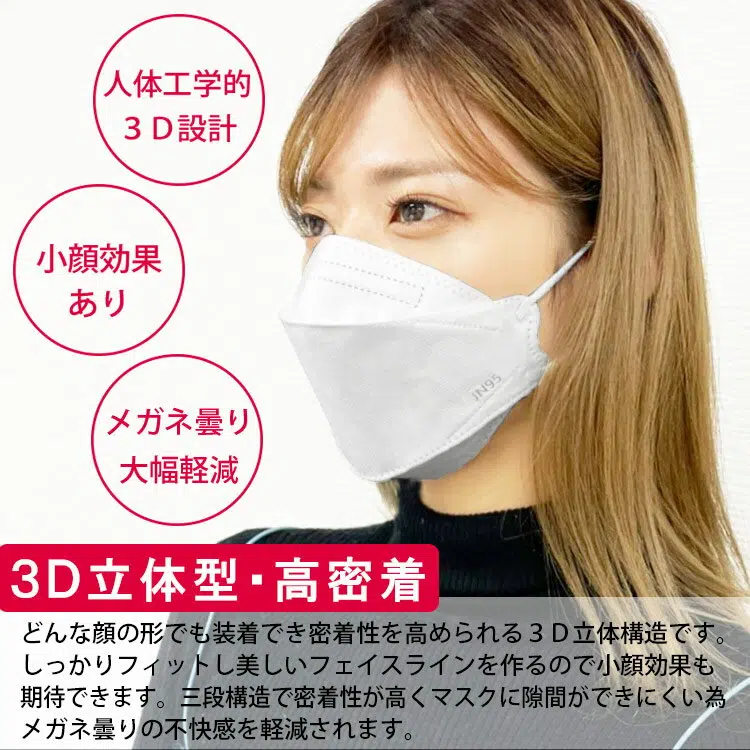 人体工学的
３Ｄ設計
小顔効果
あり
メガネ曇り
大幅軽減
JN95
3D立体型・高密着
どんな顔の形でも装着でき密着性を高められる３Ｄ立体構造です。
しっかりフィットし美しいフェイスラインを作るので小顔効果も
期待できます。三段構造で密着性が高くマスクに隙間ができにくい為
メガネ曇りの不快感を軽減されます。